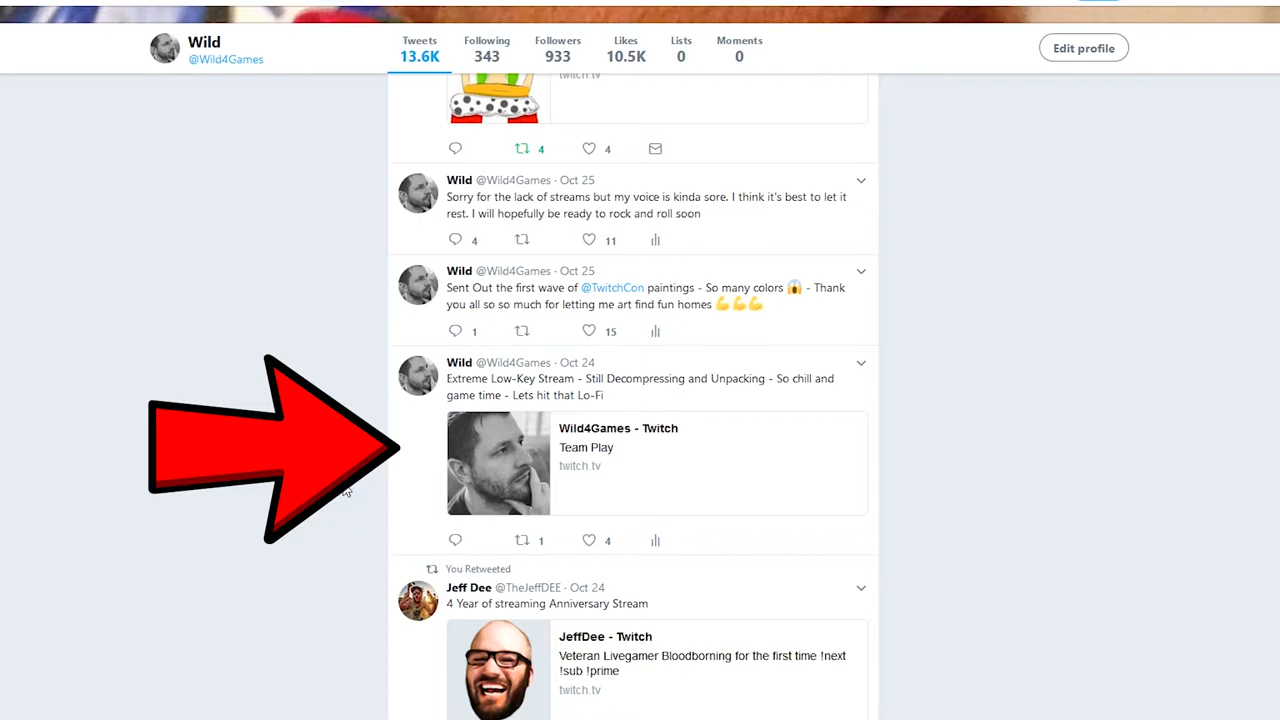 Wild
@Wild4Games
Tweets
13.6K
Following
343
Followers
933
Likes
10.5K
Lists
0
Moments
0
Edit profile
twitch.tv
4
4
Wild @Wild4Games · Oct 25
Sorry for the lack of streams but my voice is kinda sore. I think it's best to let it
rest. I will hopefully be ready to rock and roll soon
4
11
Wild @Wild4Games · Oct 25
Sent Out the first wave of @TwitchCon paintings - So many colors 😱 - Thank
you all so so much for letting me art find fun homes 💪💪💪
1
15
Wild @Wild4Games · Oct 24
Extreme Low-Key Stream - Still Decompressing and Unpacking - So chill and
game time - Lets hit that Lo-Fi
Wild4Games - Twitch
Team Play
twitch.tv
1
4
You Retweeted
Jeff Dee @TheJeffDEE · Oct 24
4 Year of streaming Anniversary Stream
JeffDee - Twitch
Veteran Livegamer Bloodborning for the first time !next
!sub !prime
twitch.tv